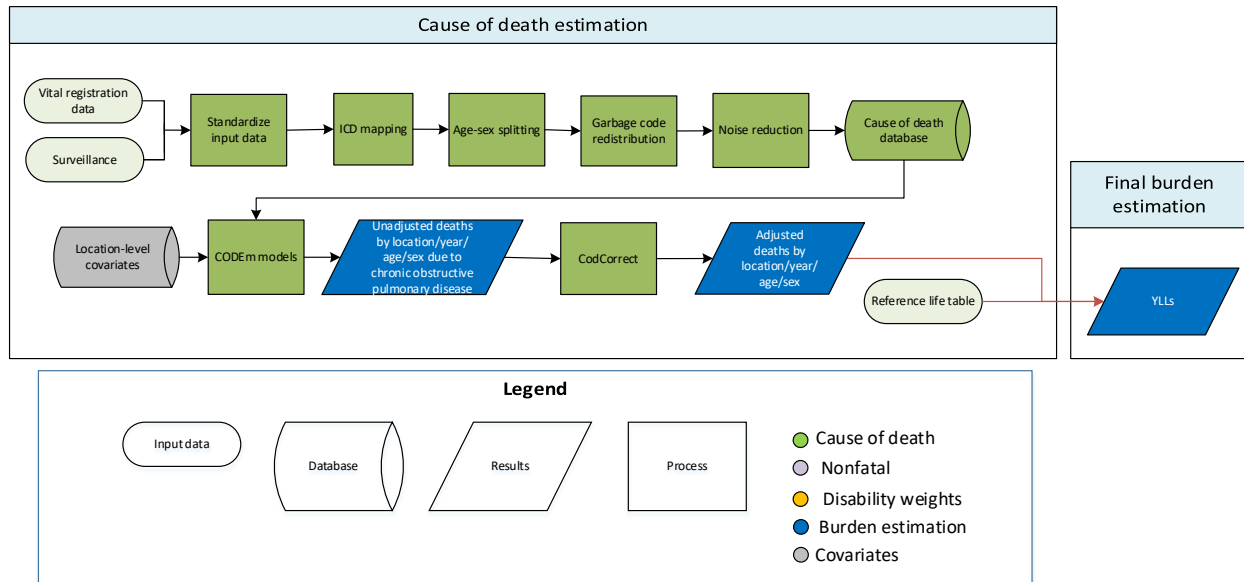 Cause of death estimation
Vital registration
data
Surveillance
Standardize
input data
ICD mapping
Age-sex splitting
Garbage code
redistribution
Noise reduction
Cause of death
database
Location-level
covariates
CODEm models
Unadjusted deaths
by location/year/
age/sex due to
chronic obstructive
pulmonary disease
CodCorrect
Adjusted
deaths by
location/year/
age/sex
Reference life table
Final burden
estimation
YLLs
Legend
Input data
Database
Results
Process
Cause of death
Nonfatal
Disability weights
Burden estimation
Covariates